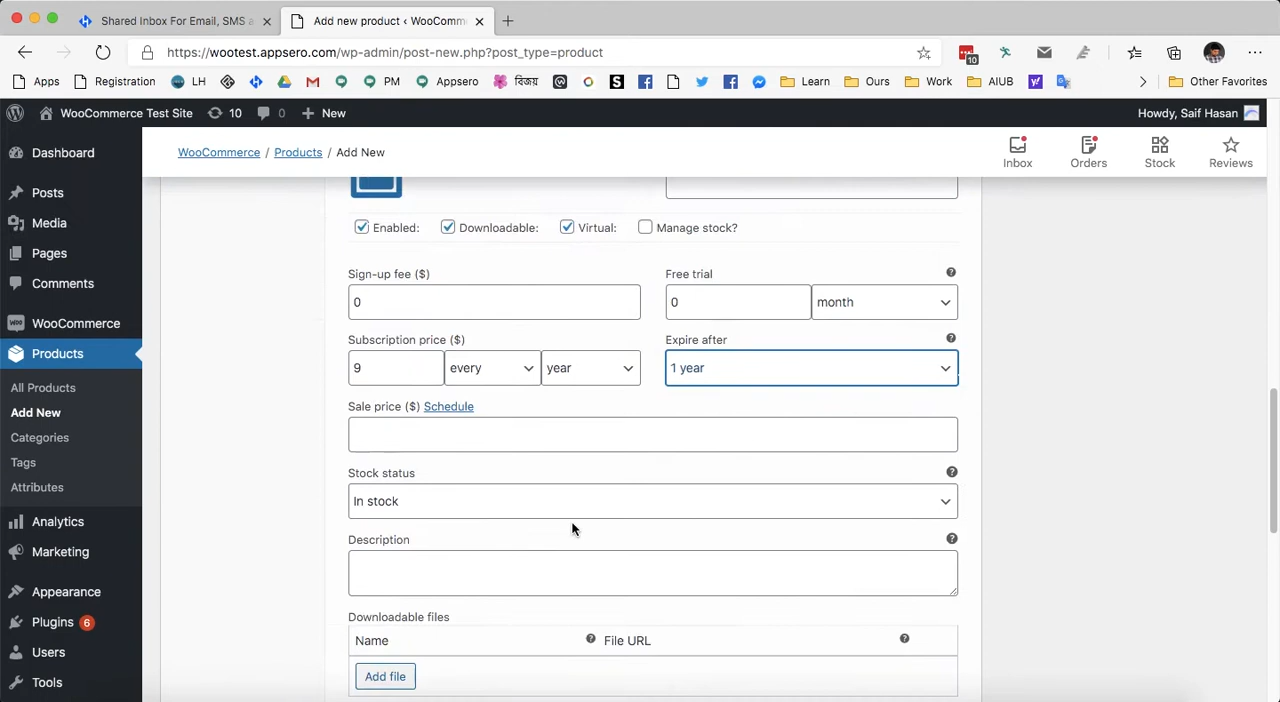 Shared Inbox For Email, SMS a
Add new product ‹ WooComm
https://wootest.appsero.com/wp-admin/post-new.php?post_type=product
10
Apps
Registration
LH
PM
Appsero
বিজয়
Learn
Ours
Work
AIUB
Other Favorites
WooCommerce Test Site
10
0
New
Howdy, Saif Hasan
WooCommerce / Products / Add New
Inbox
Orders
Stock
Reviews
Dashboard
Posts
Media
Pages
Comments
WooCommerce
Products
All Products
Add New
Categories
Tags
Attributes
Analytics
Marketing
Appearance
Plugins 6
Users
Tools
Enabled:
Downloadable:
Virtual:
Manage stock?
Sign-up fee ($)
Free trial
0
0
month
Subscription price ($)
Expire after
9
every
year
1 year
Sale price ($) Schedule
Stock status
In stock
Description
Downloadable files
Name
File URL
Add file